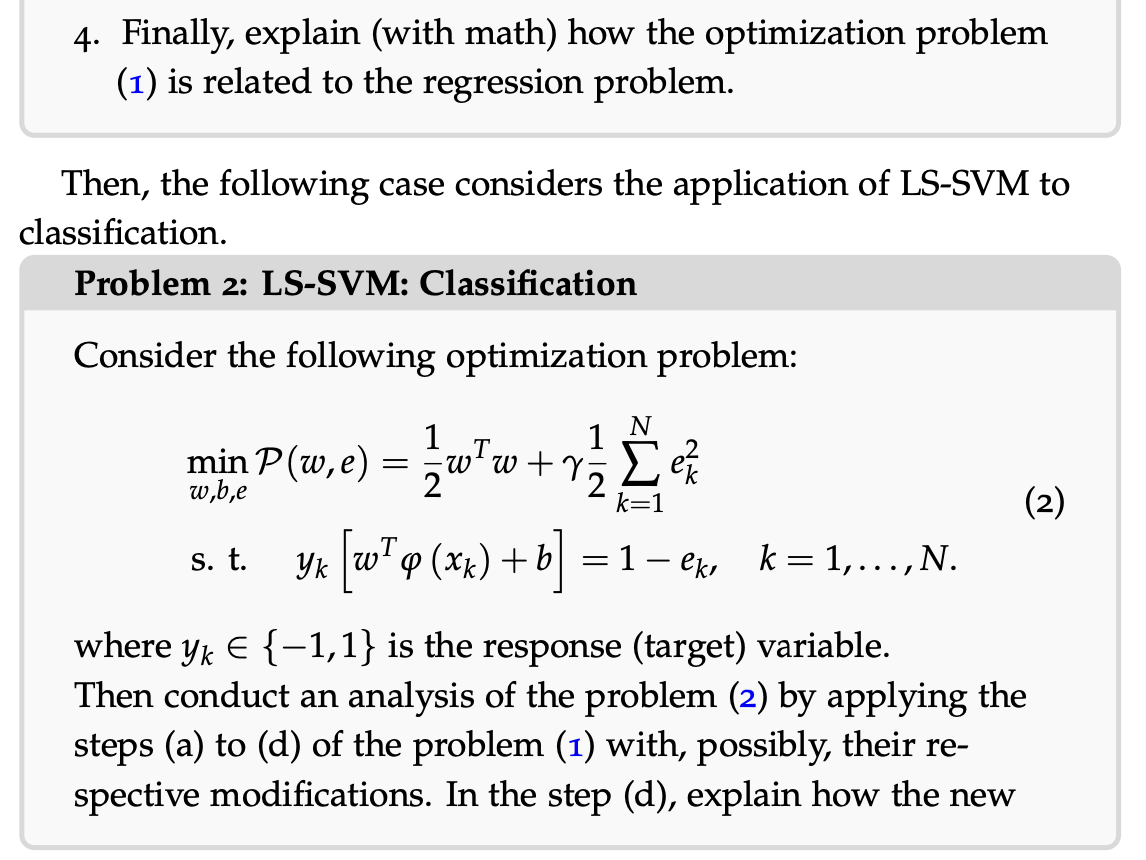 4. Finally, explain (with math) how the optimization problem
(1) is related to the regression problem.
Then, the following case considers the application of LS-SVM to
classification.
Problem 2: LS-SVM: Classification
Consider the following optimization problem:
min_{w,b,e} 𝒫(w, e) = \frac{1}{2} w^T w + γ \frac{1}{2} \sum_{k=1}^{N} e_k^2
(2)
s. t. y_k [w^T φ (x_k) + b] = 1 − e_k, k = 1, . . . , N.
where y_k ∈ {−1, 1} is the response (target) variable.
Then conduct an analysis of the problem (2) by applying the
steps (a) to (d) of the problem (1) with, possibly, their re-
spective modifications. In the step (d), explain how the new